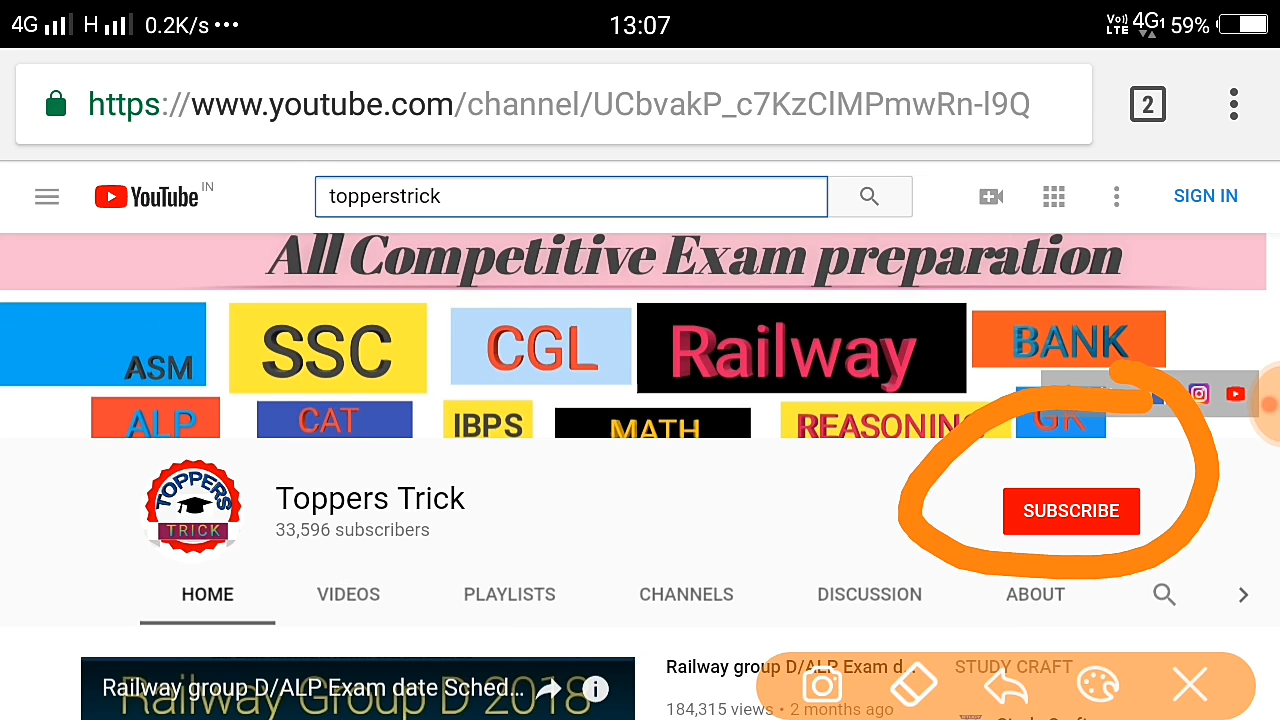 4G H 0.2K/s ••• 13:07 Vo) LTE 4G1 59%
https://www.youtube.com/channel/UCbvakP_c7KzClMPmwRn-l9Q 2
YouTube IN topperstrick SIGN IN
All Competitive Exam preparation
ASM SSC CGL Railway BANK
ALP CAT IBPS MATH REASONING GK
TOPPERS
TRICK
Toppers Trick
33,596 subscribers
SUBSCRIBE
HOME VIDEOS PLAYLISTS CHANNELS DISCUSSION ABOUT
Railway group D/ALP Exam date Sched...
Railway Group D 2018
Railway group D/ALP Exam d...
184,315 views • 2 months ago
STUDY CRAFT